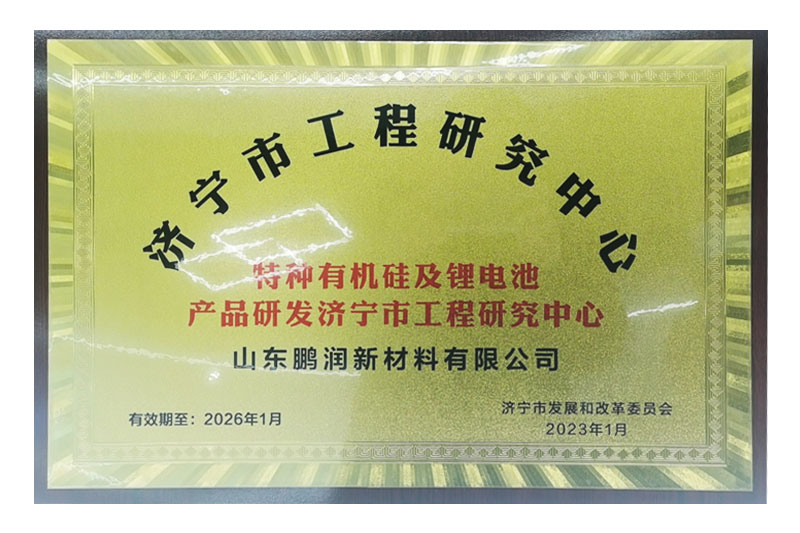 济宁市工程研究中心
特种有机硅及锂电池
产品研发济宁市工程研究中心
山东鹏润新材料有限公司
有效期至：2026年1月
济宁市发展和改革委员会
2023年1月